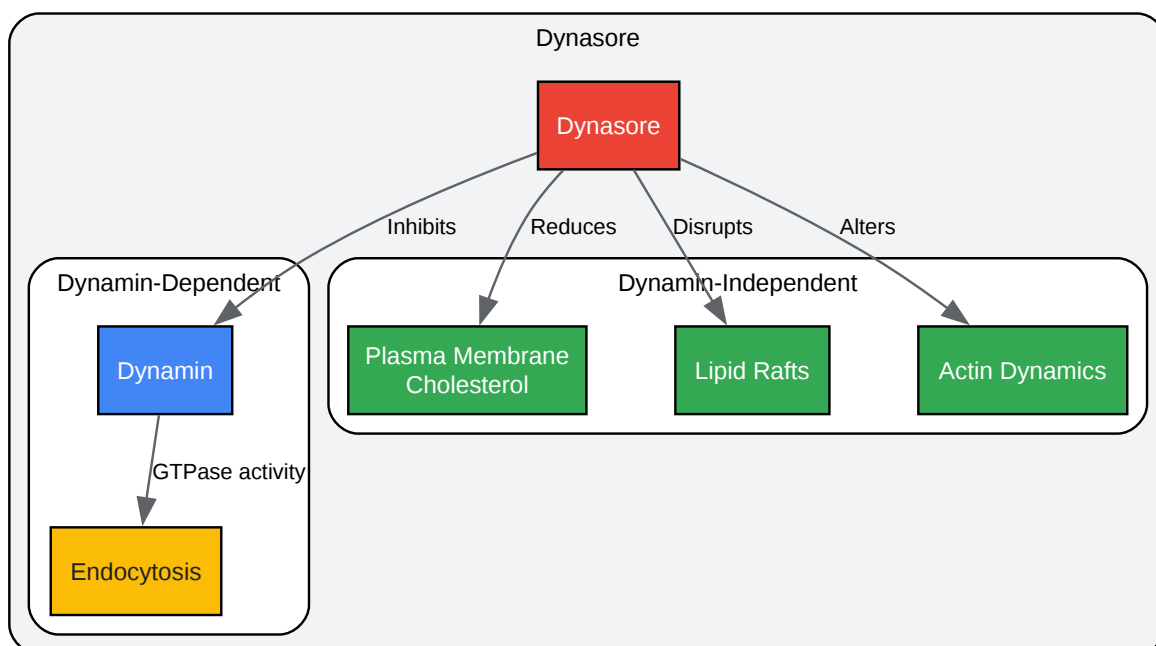 Dynasore
Dynasore
Inhibits
Reduces
Disrupts
Alters
Dynamin-Dependent
Dynamin-Independent
Dynamin
Plasma Membrane
Cholesterol
Lipid Rafts
Actin Dynamics
GTPase activity
Endocytosis